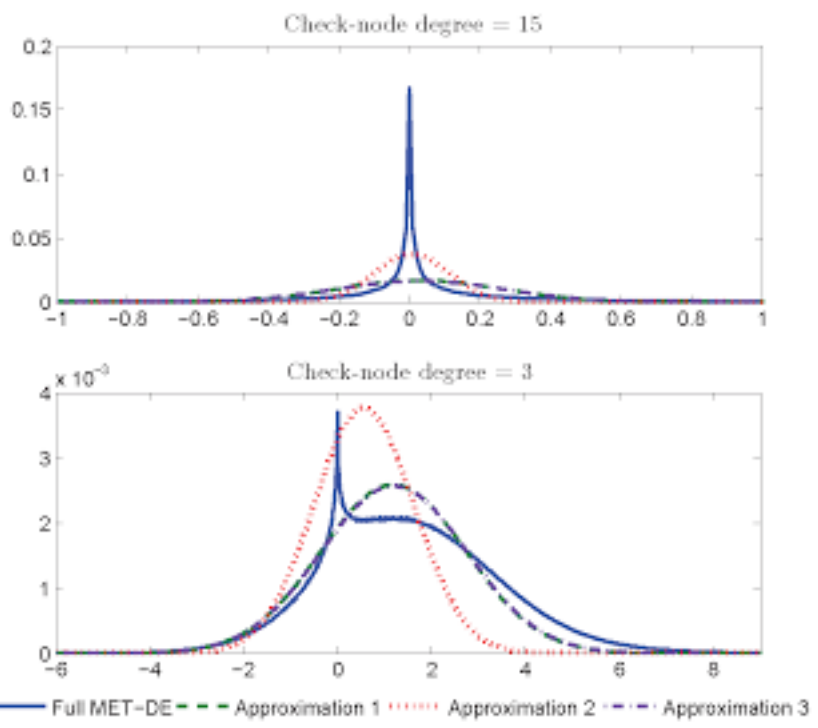 Check-node degree = 15
0.2
0.15
0.1
0.05
0
−1 −0.8 −0.6 −0.4 −0.2 0 0.2 0.4 0.6 0.8 1
Check-node degree = 3
x 10⁻³
4
3
2
1
0
−6 −4 −2 0 2 4 6 8
Full MET−DE Approximation 1 Approximation 2 Approximation 3